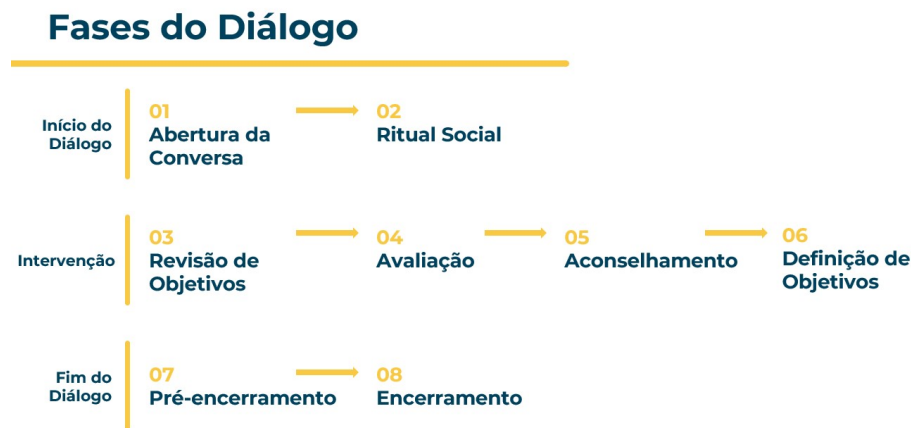 Fases do Diálogo
Início do
Diálogo
01
Abertura da
Conversa
02
Ritual Social
Intervenção
03
Revisão de
Objetivos
04
Avaliação
05
Aconselhamento
06
Definição de
Objetivos
Fim do
Diálogo
07
Pré-encerramento
08
Encerramento